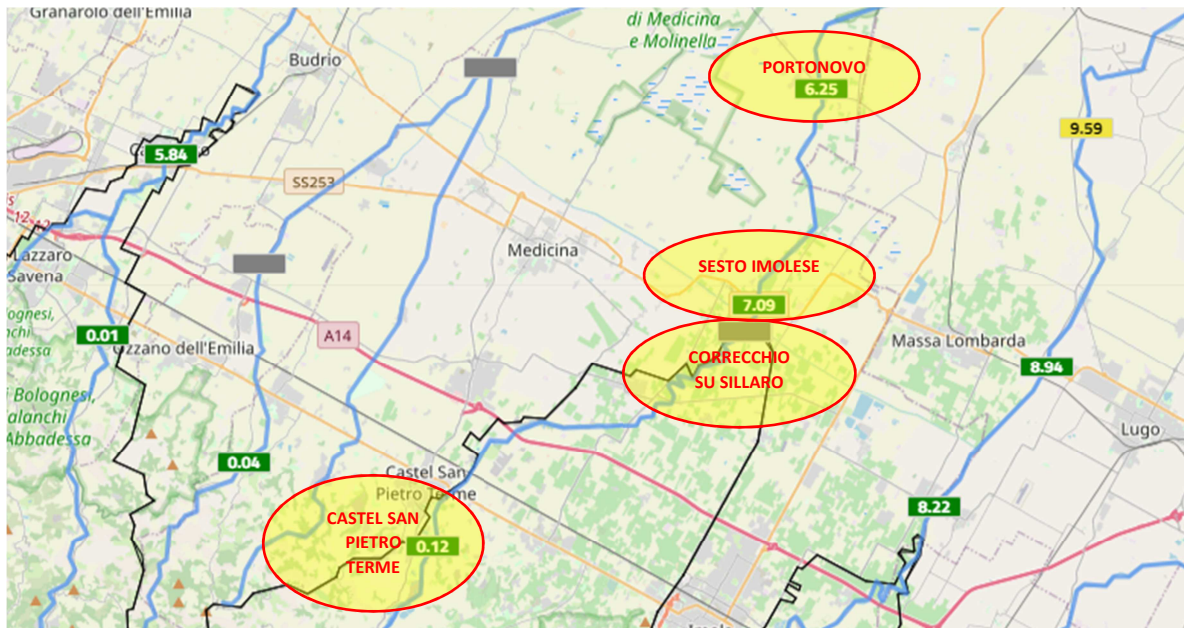 Granarolo dell'Emilia
di Medicina
e Molinella
Budrio
PORTONOVO
6.25
9.59
5.84
SS253
Medicina
SESTO IMOLESE
7.09
Lazzaro
Savena
0.01
A14
Ozzano dell'Emilia
CORRECCHIO
SU SILLARO
Massa Lombarda
8.94
i Bolognesi,
alanchi
Abbadessa
Lugo
0.04
Castel San
Pietro Terme
8.22
CASTEL SAN
PIETRO
TERME
0.12